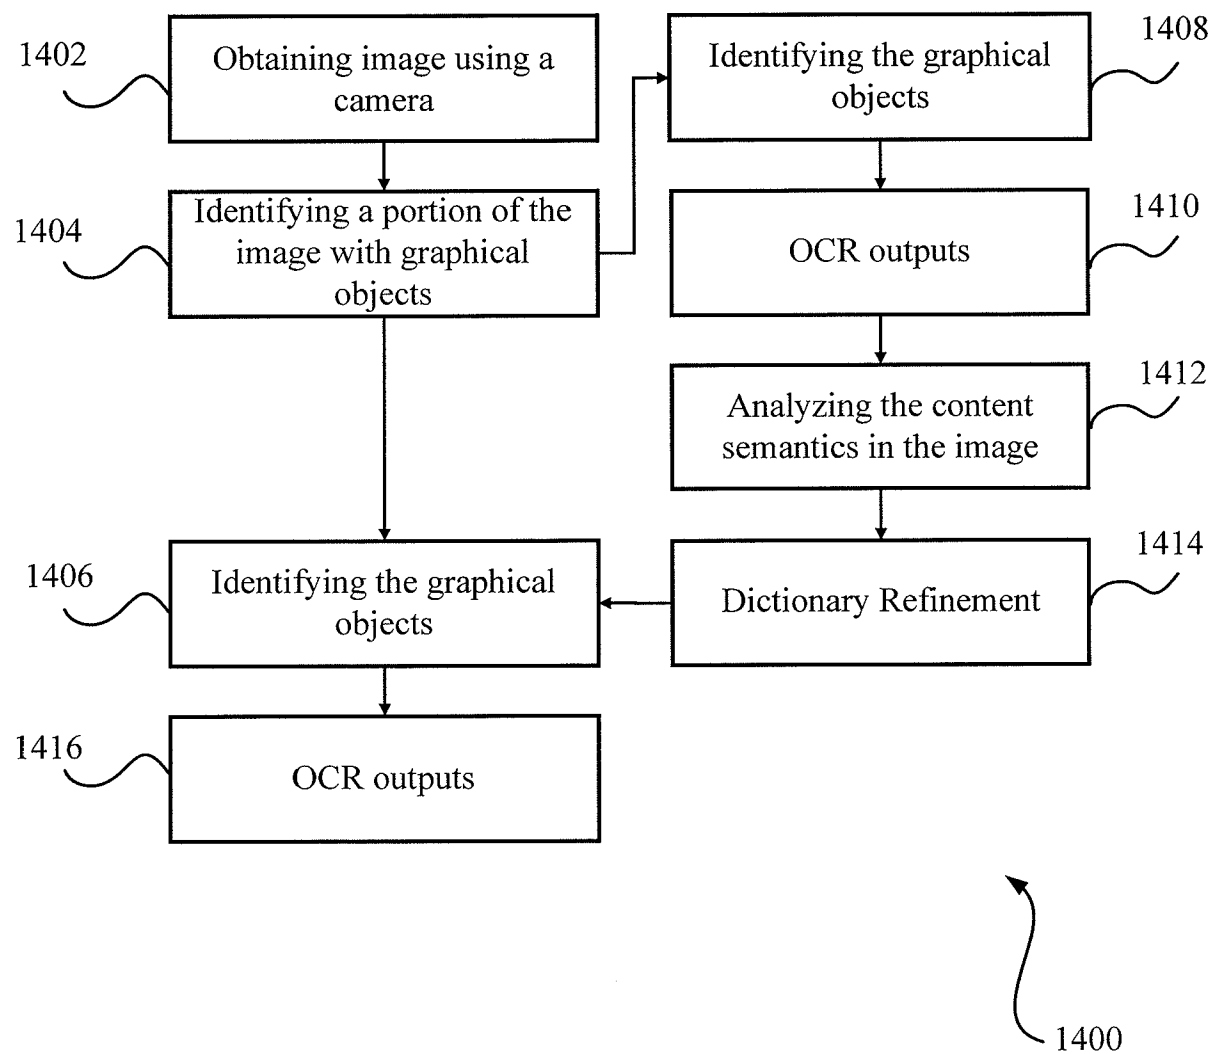 1402
Obtaining image using a
camera
1404
Identifying a portion of the
image with graphical
objects
1406
Identifying the graphical
objects
1416
OCR outputs
1408
Identifying the graphical
objects
1410
OCR outputs
1412
Analyzing the content
semantics in the image
1414
Dictionary Refinement
1400